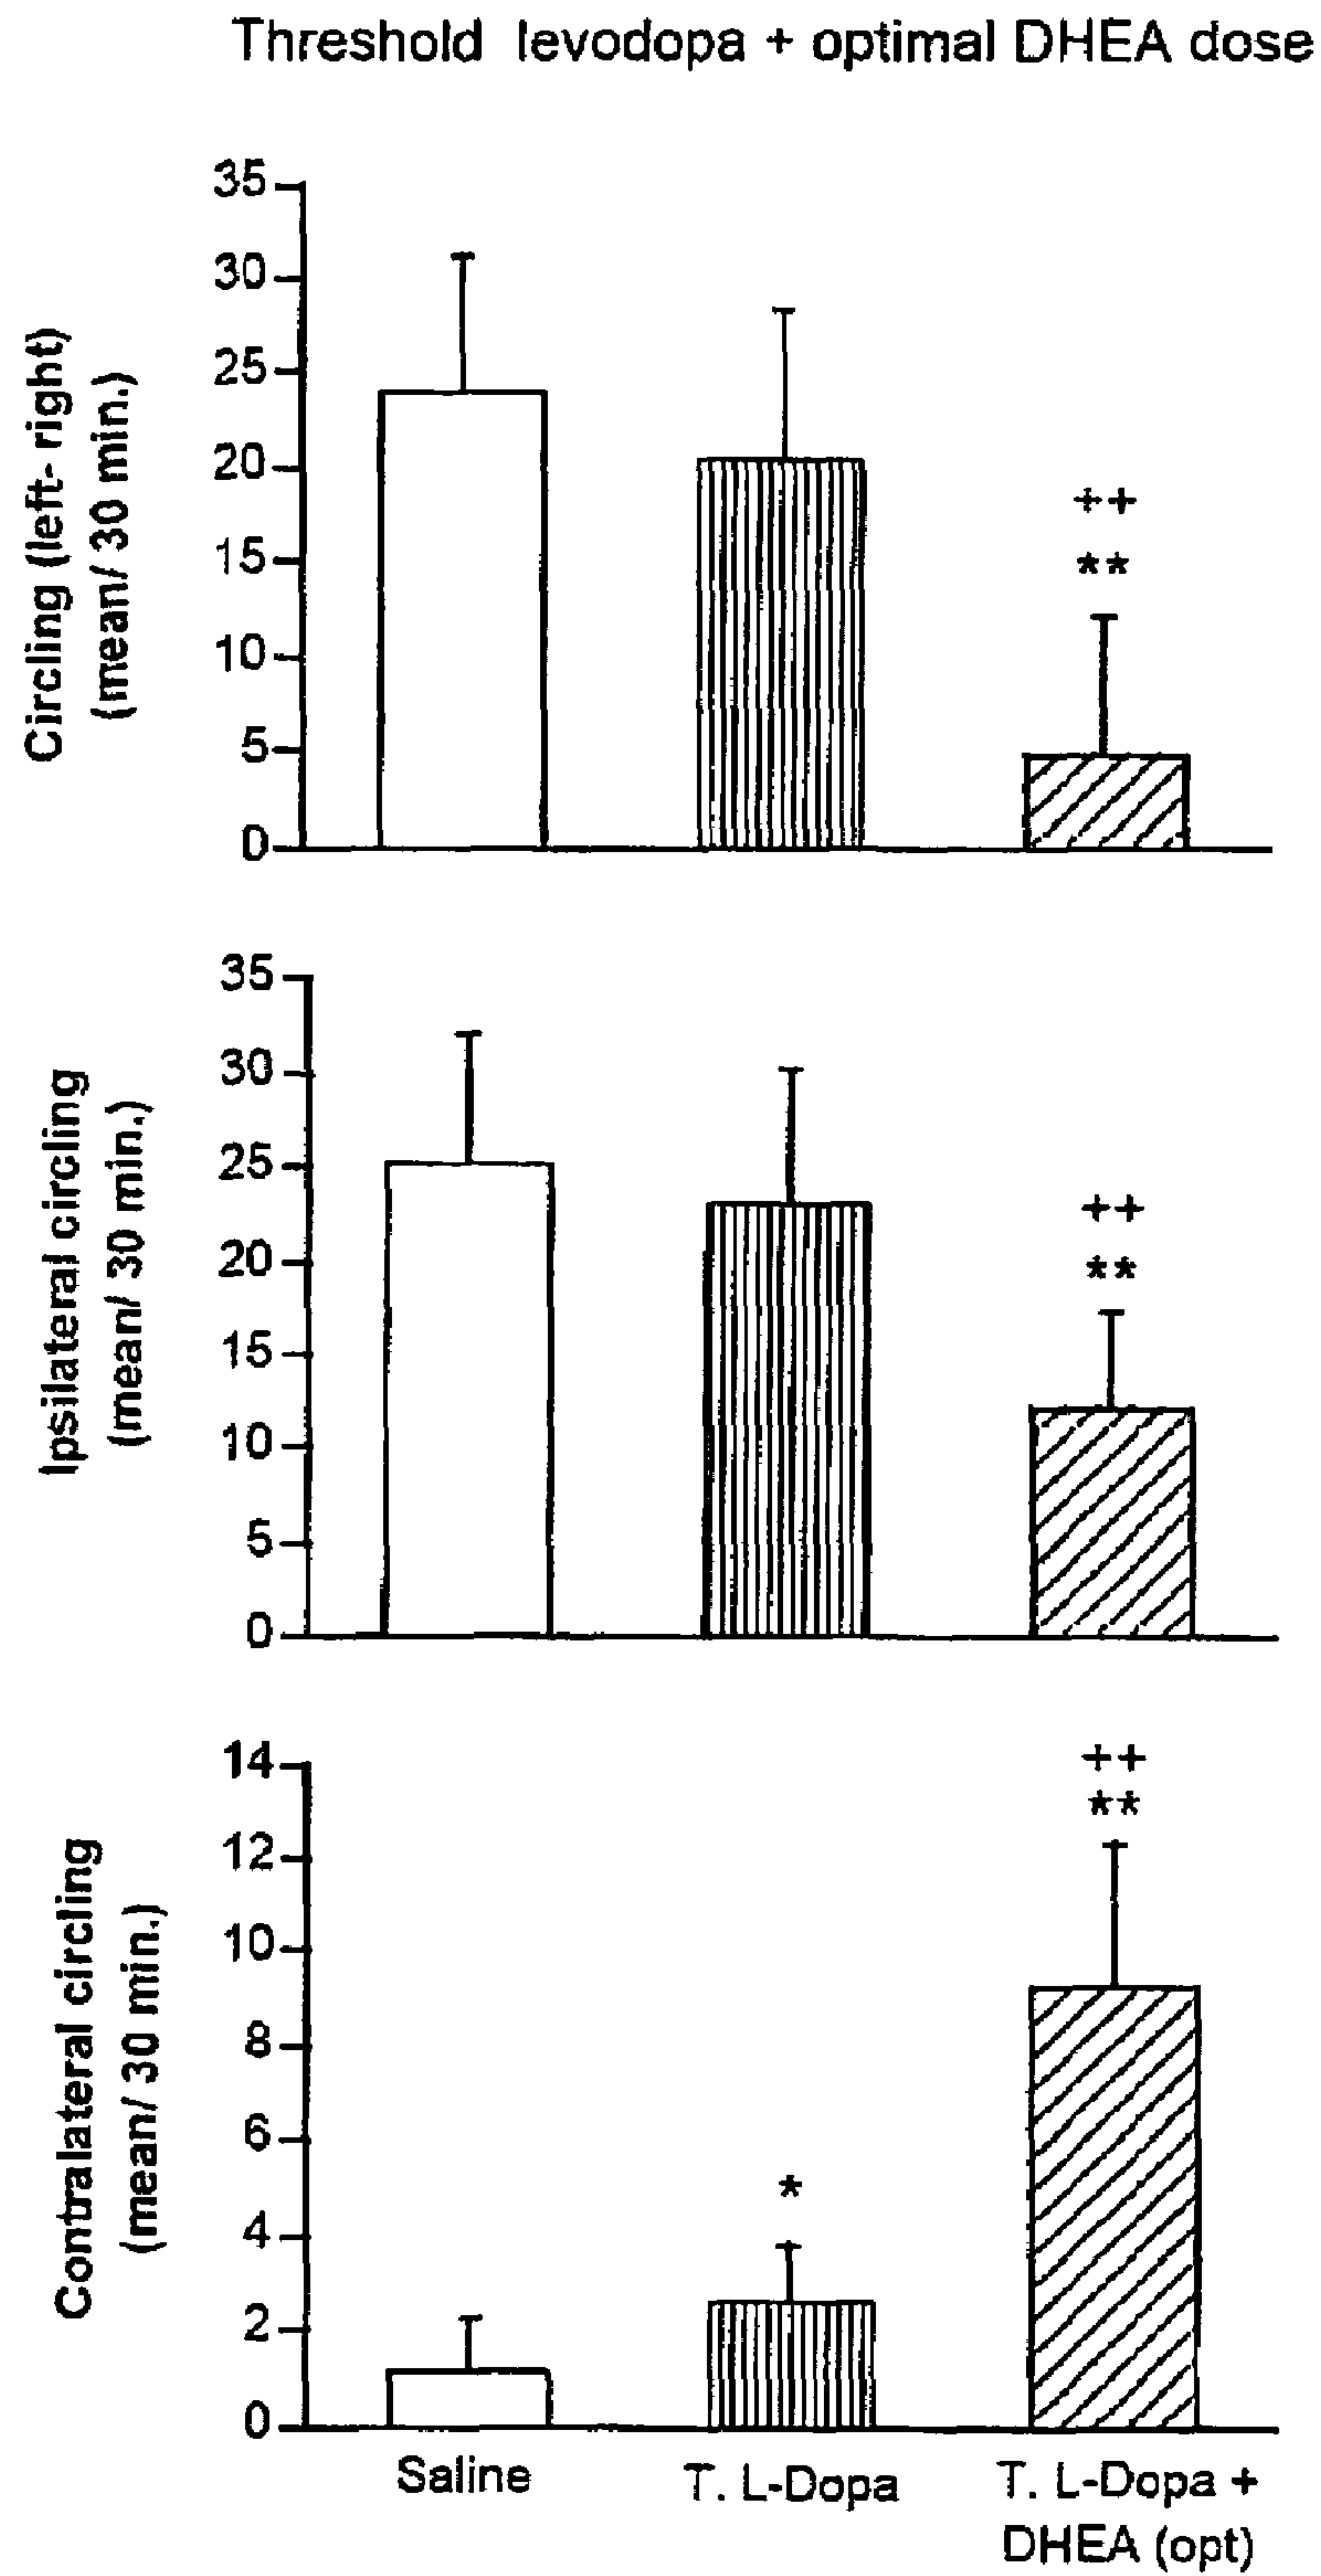 Threshold levodopa + optimal DHEA dose
Circling (left- right)
(mean/ 30 min.)
35
30
25
20
15
10
5
0
++
**
Ipsilateral circling
(mean/ 30 min.)
35
30
25
20
15
10
5
0
++
**
Contralateral circling
(mean/ 30 min.)
14
12
10
8
6
4
2
0
*
++
**
Saline
T. L-Dopa
T. L-Dopa +
DHEA (opt)